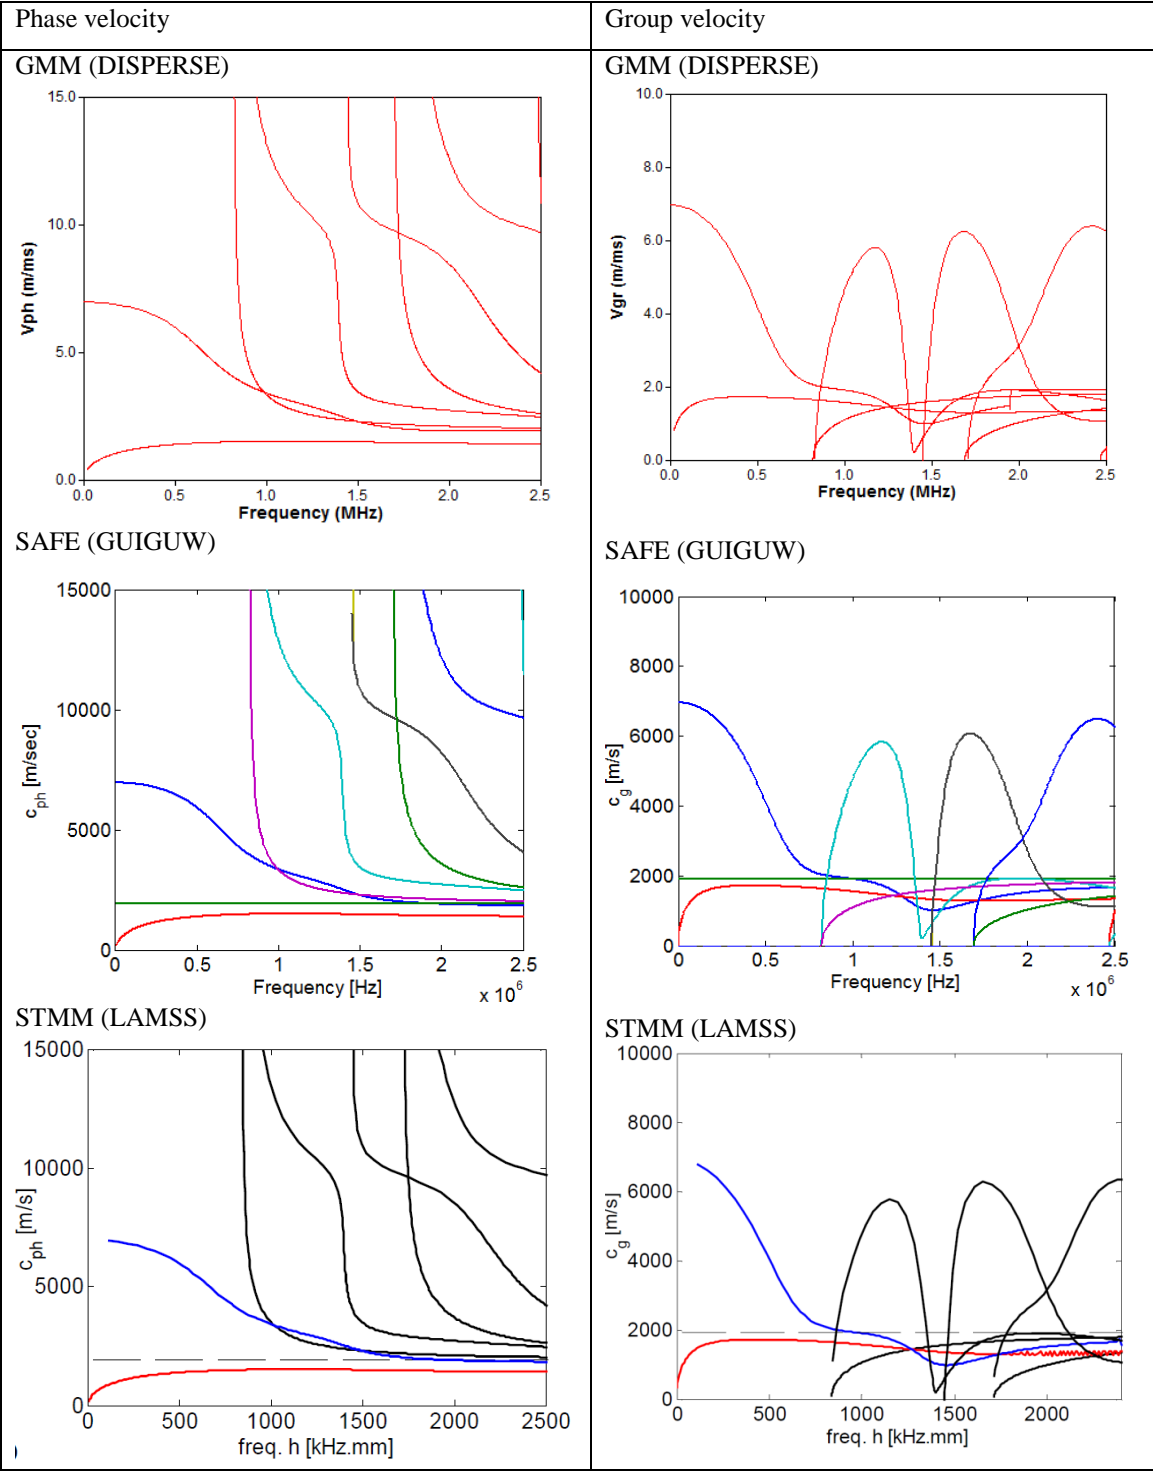 Phase velocity
Group velocity
GMM (DISPERSE)
15.0
10.0
5.0
0.0
Vph (m/ms)
0.0 0.5 1.0 1.5 2.0 2.5
Frequency (MHz)
GMM (DISPERSE)
10.0
8.0
6.0
4.0
2.0
0.0
Vgr (m/ms)
0.0 0.5 1.0 1.5 2.0 2.5
Frequency (MHz)
SAFE (GUIGUW)
15000
10000
5000
0
c_ph [m/sec]
0 0.5 1 1.5 2 2.5
Frequency [Hz]
x 10^6
SAFE (GUIGUW)
10000
8000
6000
4000
2000
0
c_g [m/s]
0 0.5 1 1.5 2 2.5
Frequency [Hz]
x 10^6
STMM (LAMSS)
15000
10000
5000
0
c_ph [m/s]
0 500 1000 1500 2000 2500
freq. h [kHz.mm]
)
STMM (LAMSS)
10000
8000
6000
4000
2000
0
c_g [m/s]
0 500 1000 1500 2000
freq. h [kHz.mm]